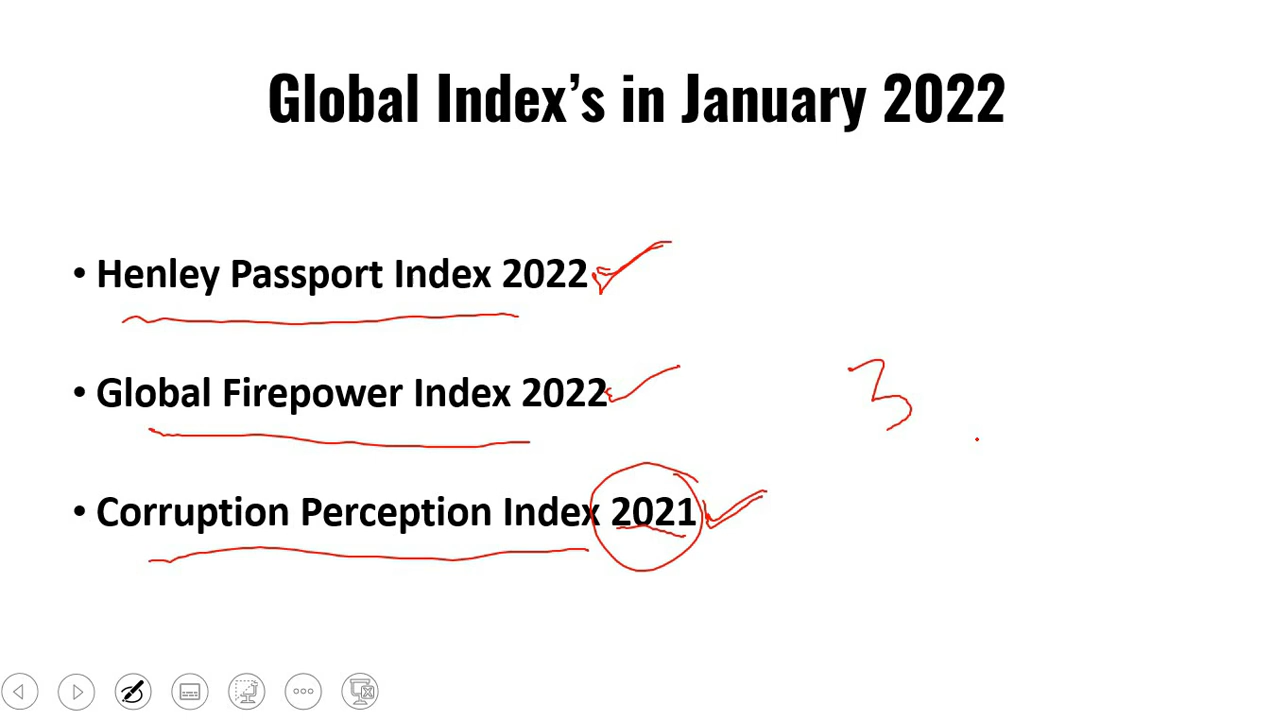 Global Index's in January 2022
• Henley Passport Index 2022
• Global Firepower Index 2022
3
• Corruption Perception Index 2021